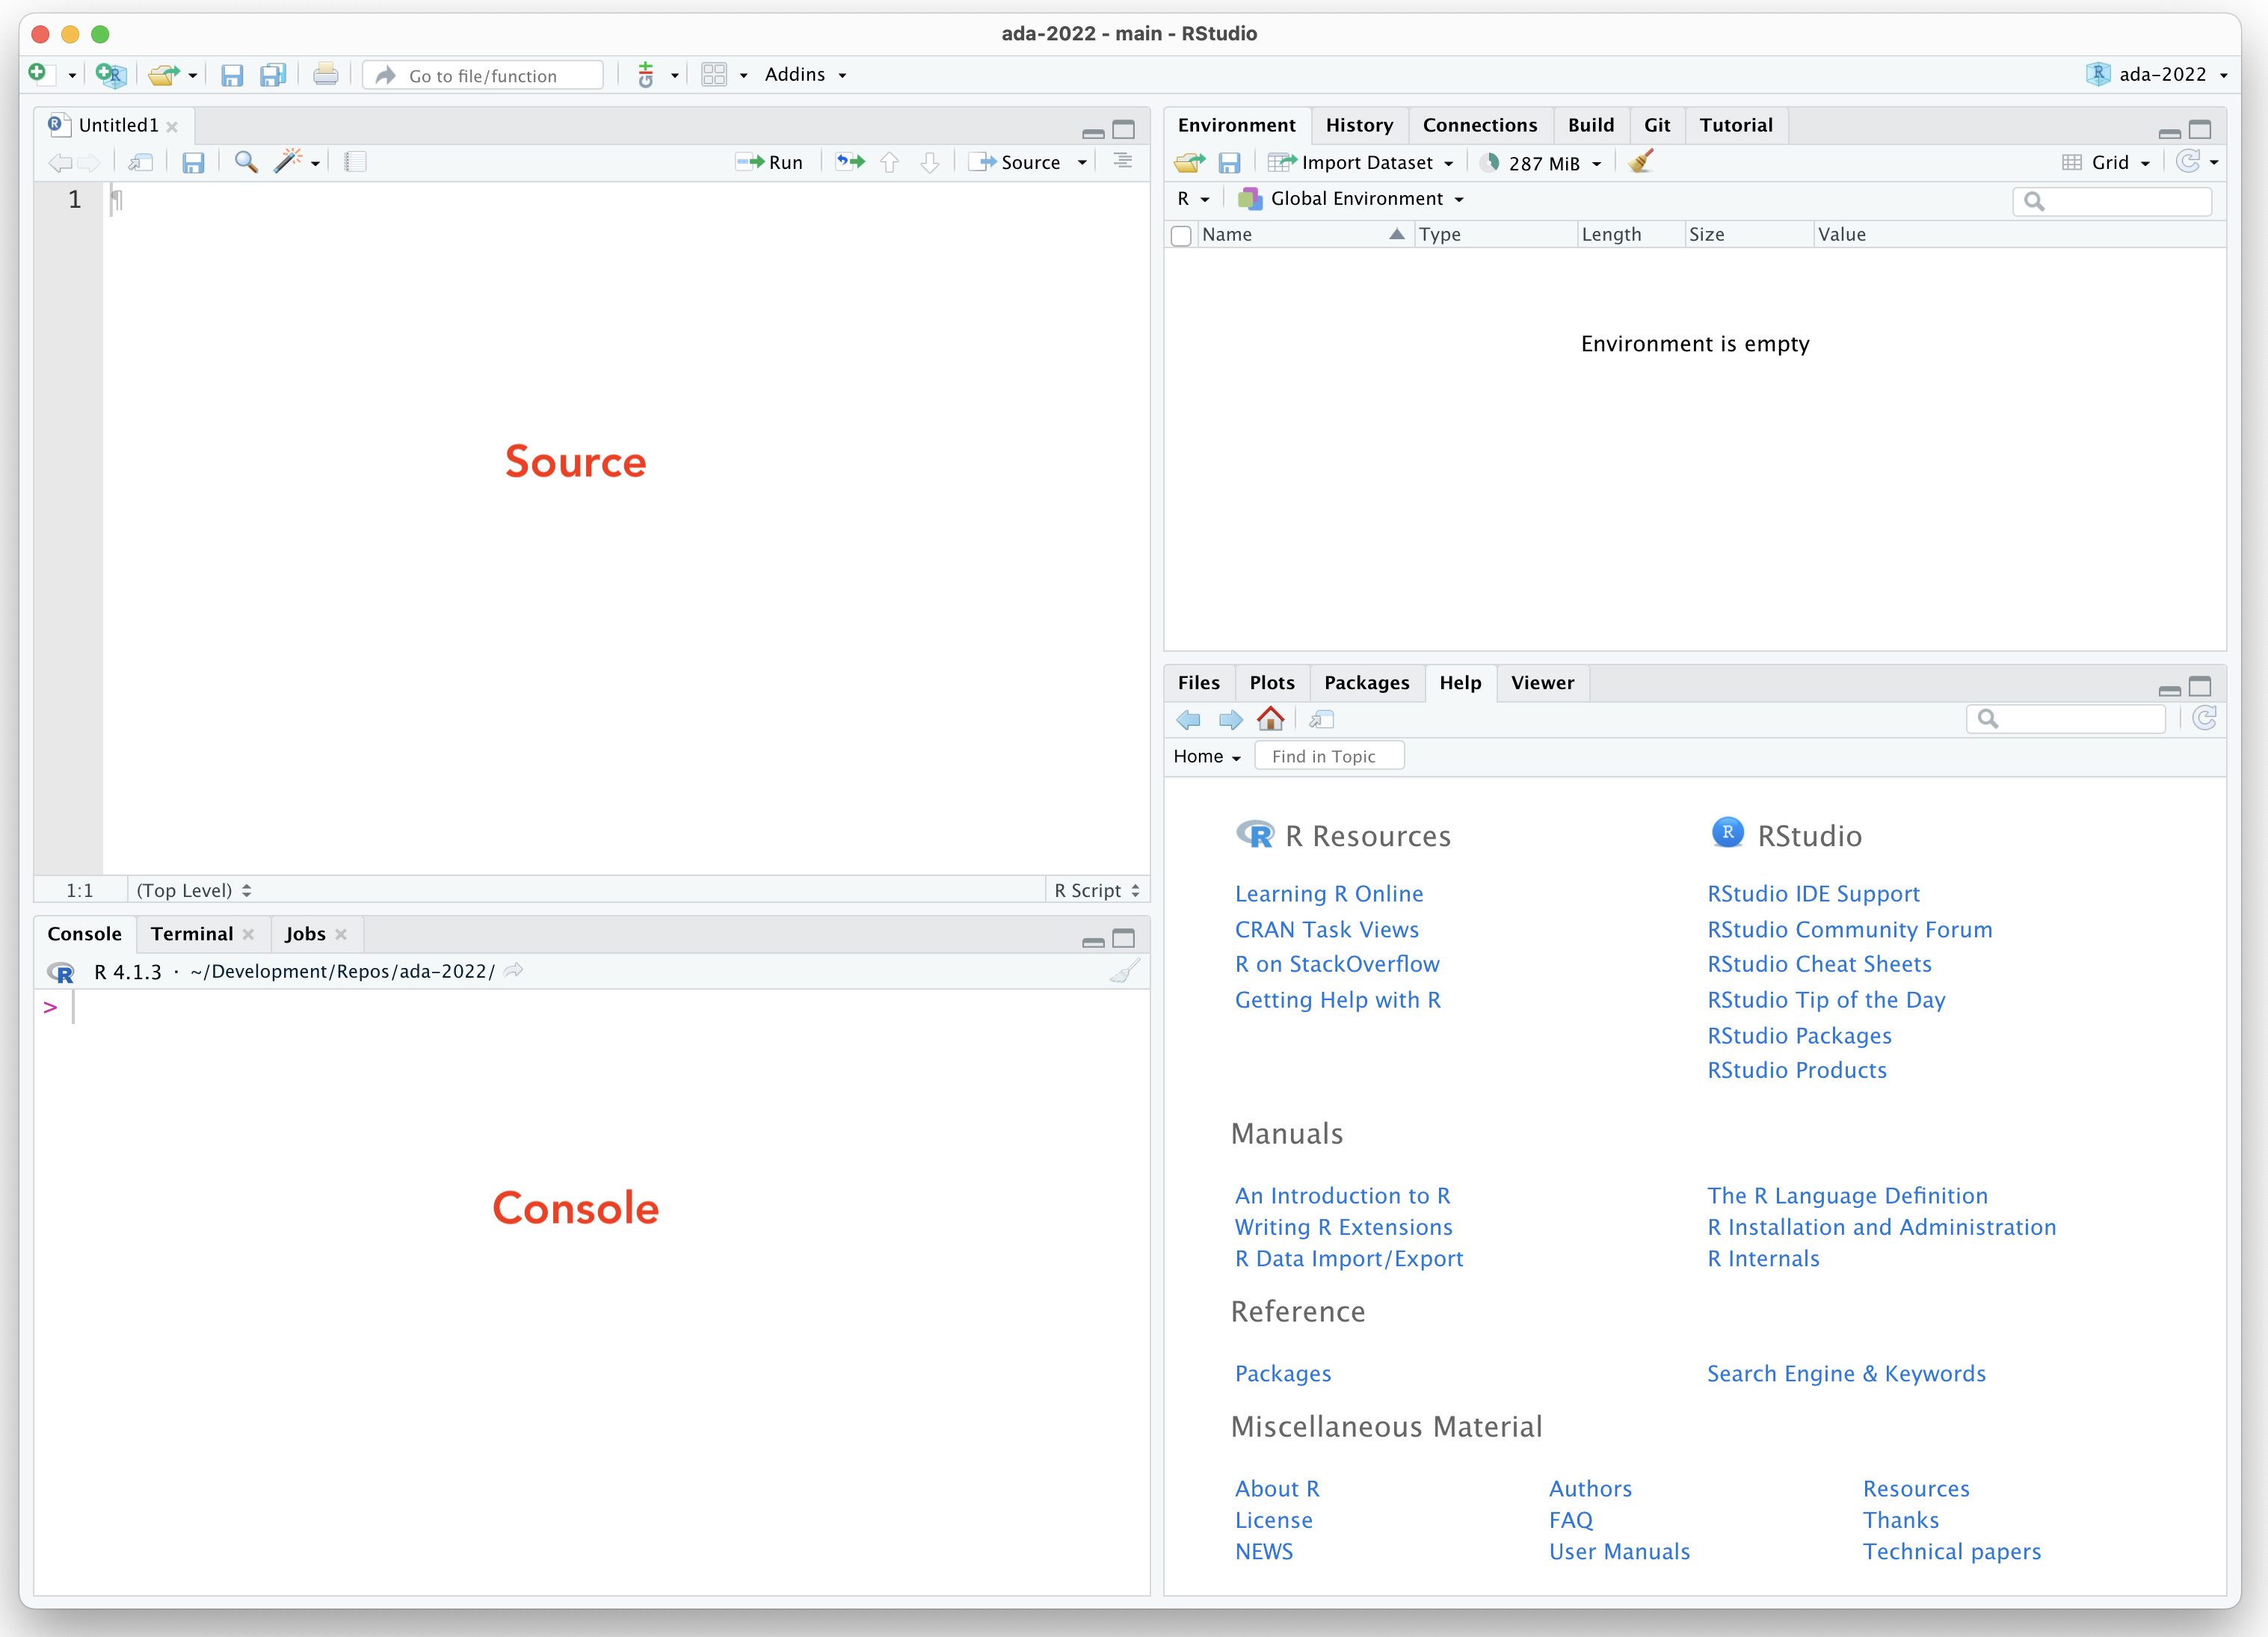 ada-2022 - main - RStudio
Go to file/function
Addins
ada-2022
Untitled1
Run
Source
1
Source
1:1
(Top Level)
R Script
Console
Terminal
Jobs
R 4.1.3 · ~/Development/Repos/ada-2022/
>
Console
Environment
History
Connections
Build
Git
Tutorial
Import Dataset
287 MiB
Grid
R
Global Environment
Name
Type
Length
Size
Value
Environment is empty
Files
Plots
Packages
Help
Viewer
Home
Find in Topic
R Resources
Learning R Online
CRAN Task Views
R on StackOverflow
Getting Help with R
RStudio
RStudio IDE Support
RStudio Community Forum
RStudio Cheat Sheets
RStudio Tip of the Day
RStudio Packages
RStudio Products
Manuals
An Introduction to R
Writing R Extensions
R Data Import/Export
The R Language Definition
R Installation and Administration
R Internals
Reference
Packages
Search Engine & Keywords
Miscellaneous Material
About R
License
NEWS
Authors
FAQ
User Manuals
Resources
Thanks
Technical papers